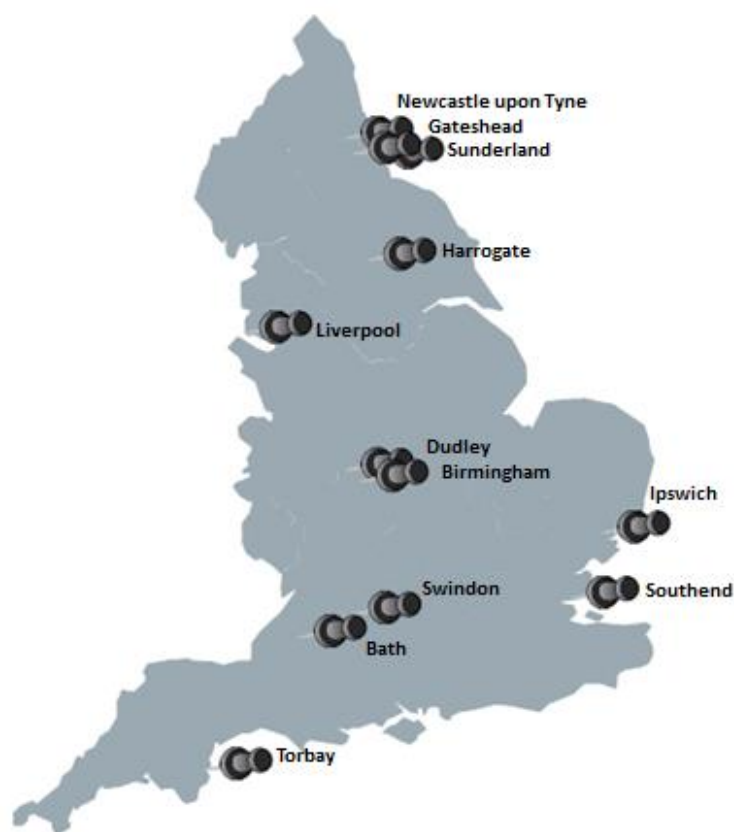 Newcastle upon Tyne
Gateshead
Sunderland
Harrogate
Liverpool
Dudley
Birmingham
Ipswich
Swindon
Southend
Bath
Torbay